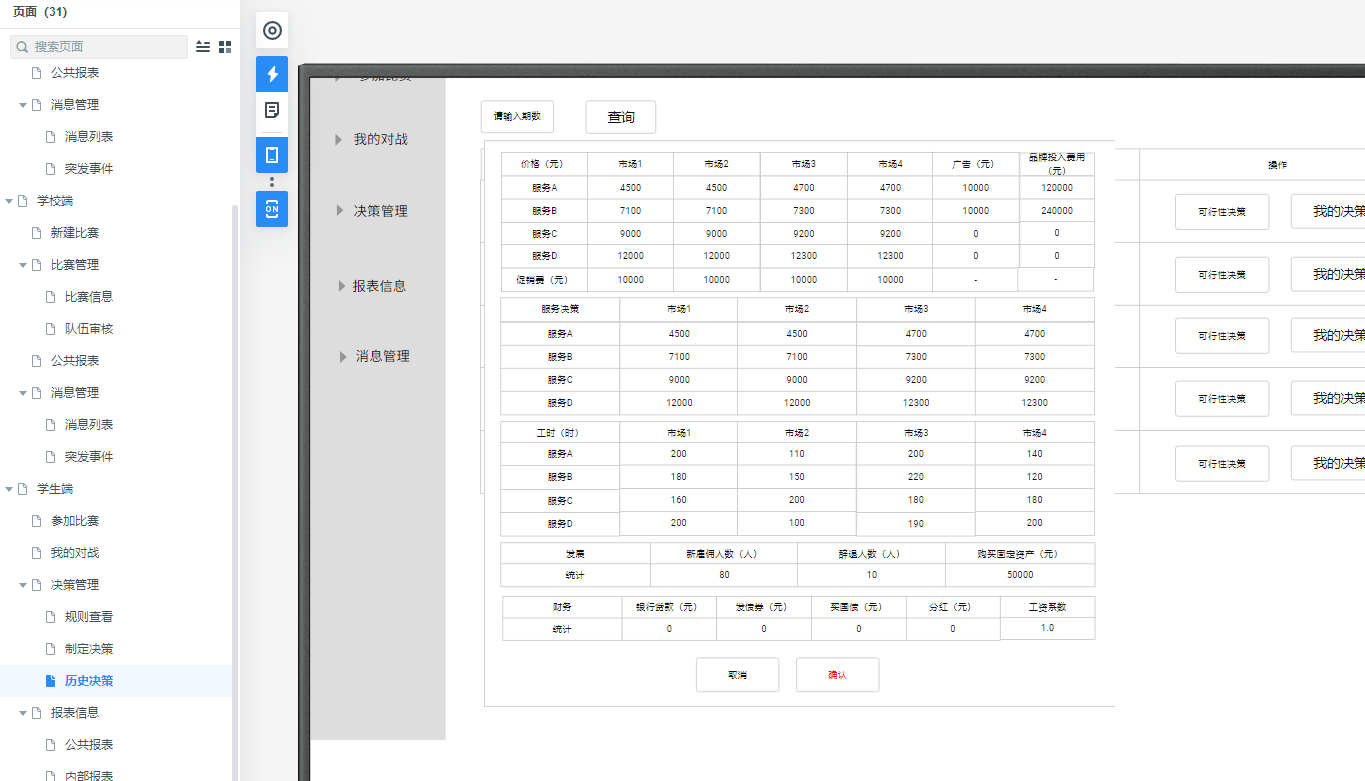 页面 (31)
搜索页面
公共报表
消息管理
消息列表
突发事件
学校端
新建比赛
比赛管理
比赛信息
队伍审核
公共报表
消息管理
消息列表
突发事件
学生端
参加比赛
我的对战
决策管理
规则查看
制定决策
历史决策
报表信息
公共报表
内部报表
ON
参加比赛
我的对战
决策管理
报表信息
消息管理
请输入期数 查询
价格（元） 市场1 市场2 市场3 市场4 广告（元） 品牌投入费用（元）
服务A 4500 4500 4700 4700 10000 120000
服务B 7100 7100 7300 7300 10000 240000
服务C 9000 9000 9200 9200 0 0
服务D 12000 12000 12300 12300 0 0
促销费（元） 10000 10000 10000 10000 - -
服务决策 市场1 市场2 市场3 市场4
服务A 4500 4500 4700 4700
服务B 7100 7100 7300 7300
服务C 9000 9000 9200 9200
服务D 12000 12000 12300 12300
工时（时） 市场1 市场2 市场3 市场4
服务A 200 110 200 140
服务B 180 150 220 120
服务C 160 200 180 180
服务D 200 100 190 200
发展 新雇佣人数（人） 辞退人数（人） 购买固定资产（元）
统计 80 10 50000
财务 银行贷款（元） 发债券（元） 买国债（元） 分红（元） 工资系数
统计 0 0 0 0 1.0
取消 确认
操作
可行性决策 我的决策
可行性决策 我的决策
可行性决策 我的决策
可行性决策 我的决策
可行性决策 我的决策